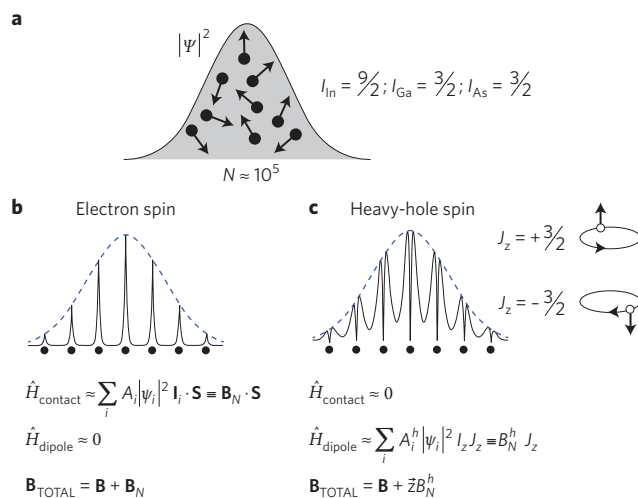 a
|Ψ|²
I_In = 9/2 ; I_Ga = 3/2 ; I_As = 3/2
N ≈ 10⁵
b Electron spin
c Heavy-hole spin
J_z = +3/2
J_z = −3/2
Ĥ_contact ≈ ∑_i A_i|ψ_i|² I_i · S ≡ B_N · S
Ĥ_dipole ≈ 0
B_TOTAL = B + B_N
Ĥ_contact ≈ 0
Ĥ_dipole ≈ ∑_i A_i^h |ψ_i|² I_z J_z ≡ B_N^h J_z
B_TOTAL = B + z⃗B_N^h